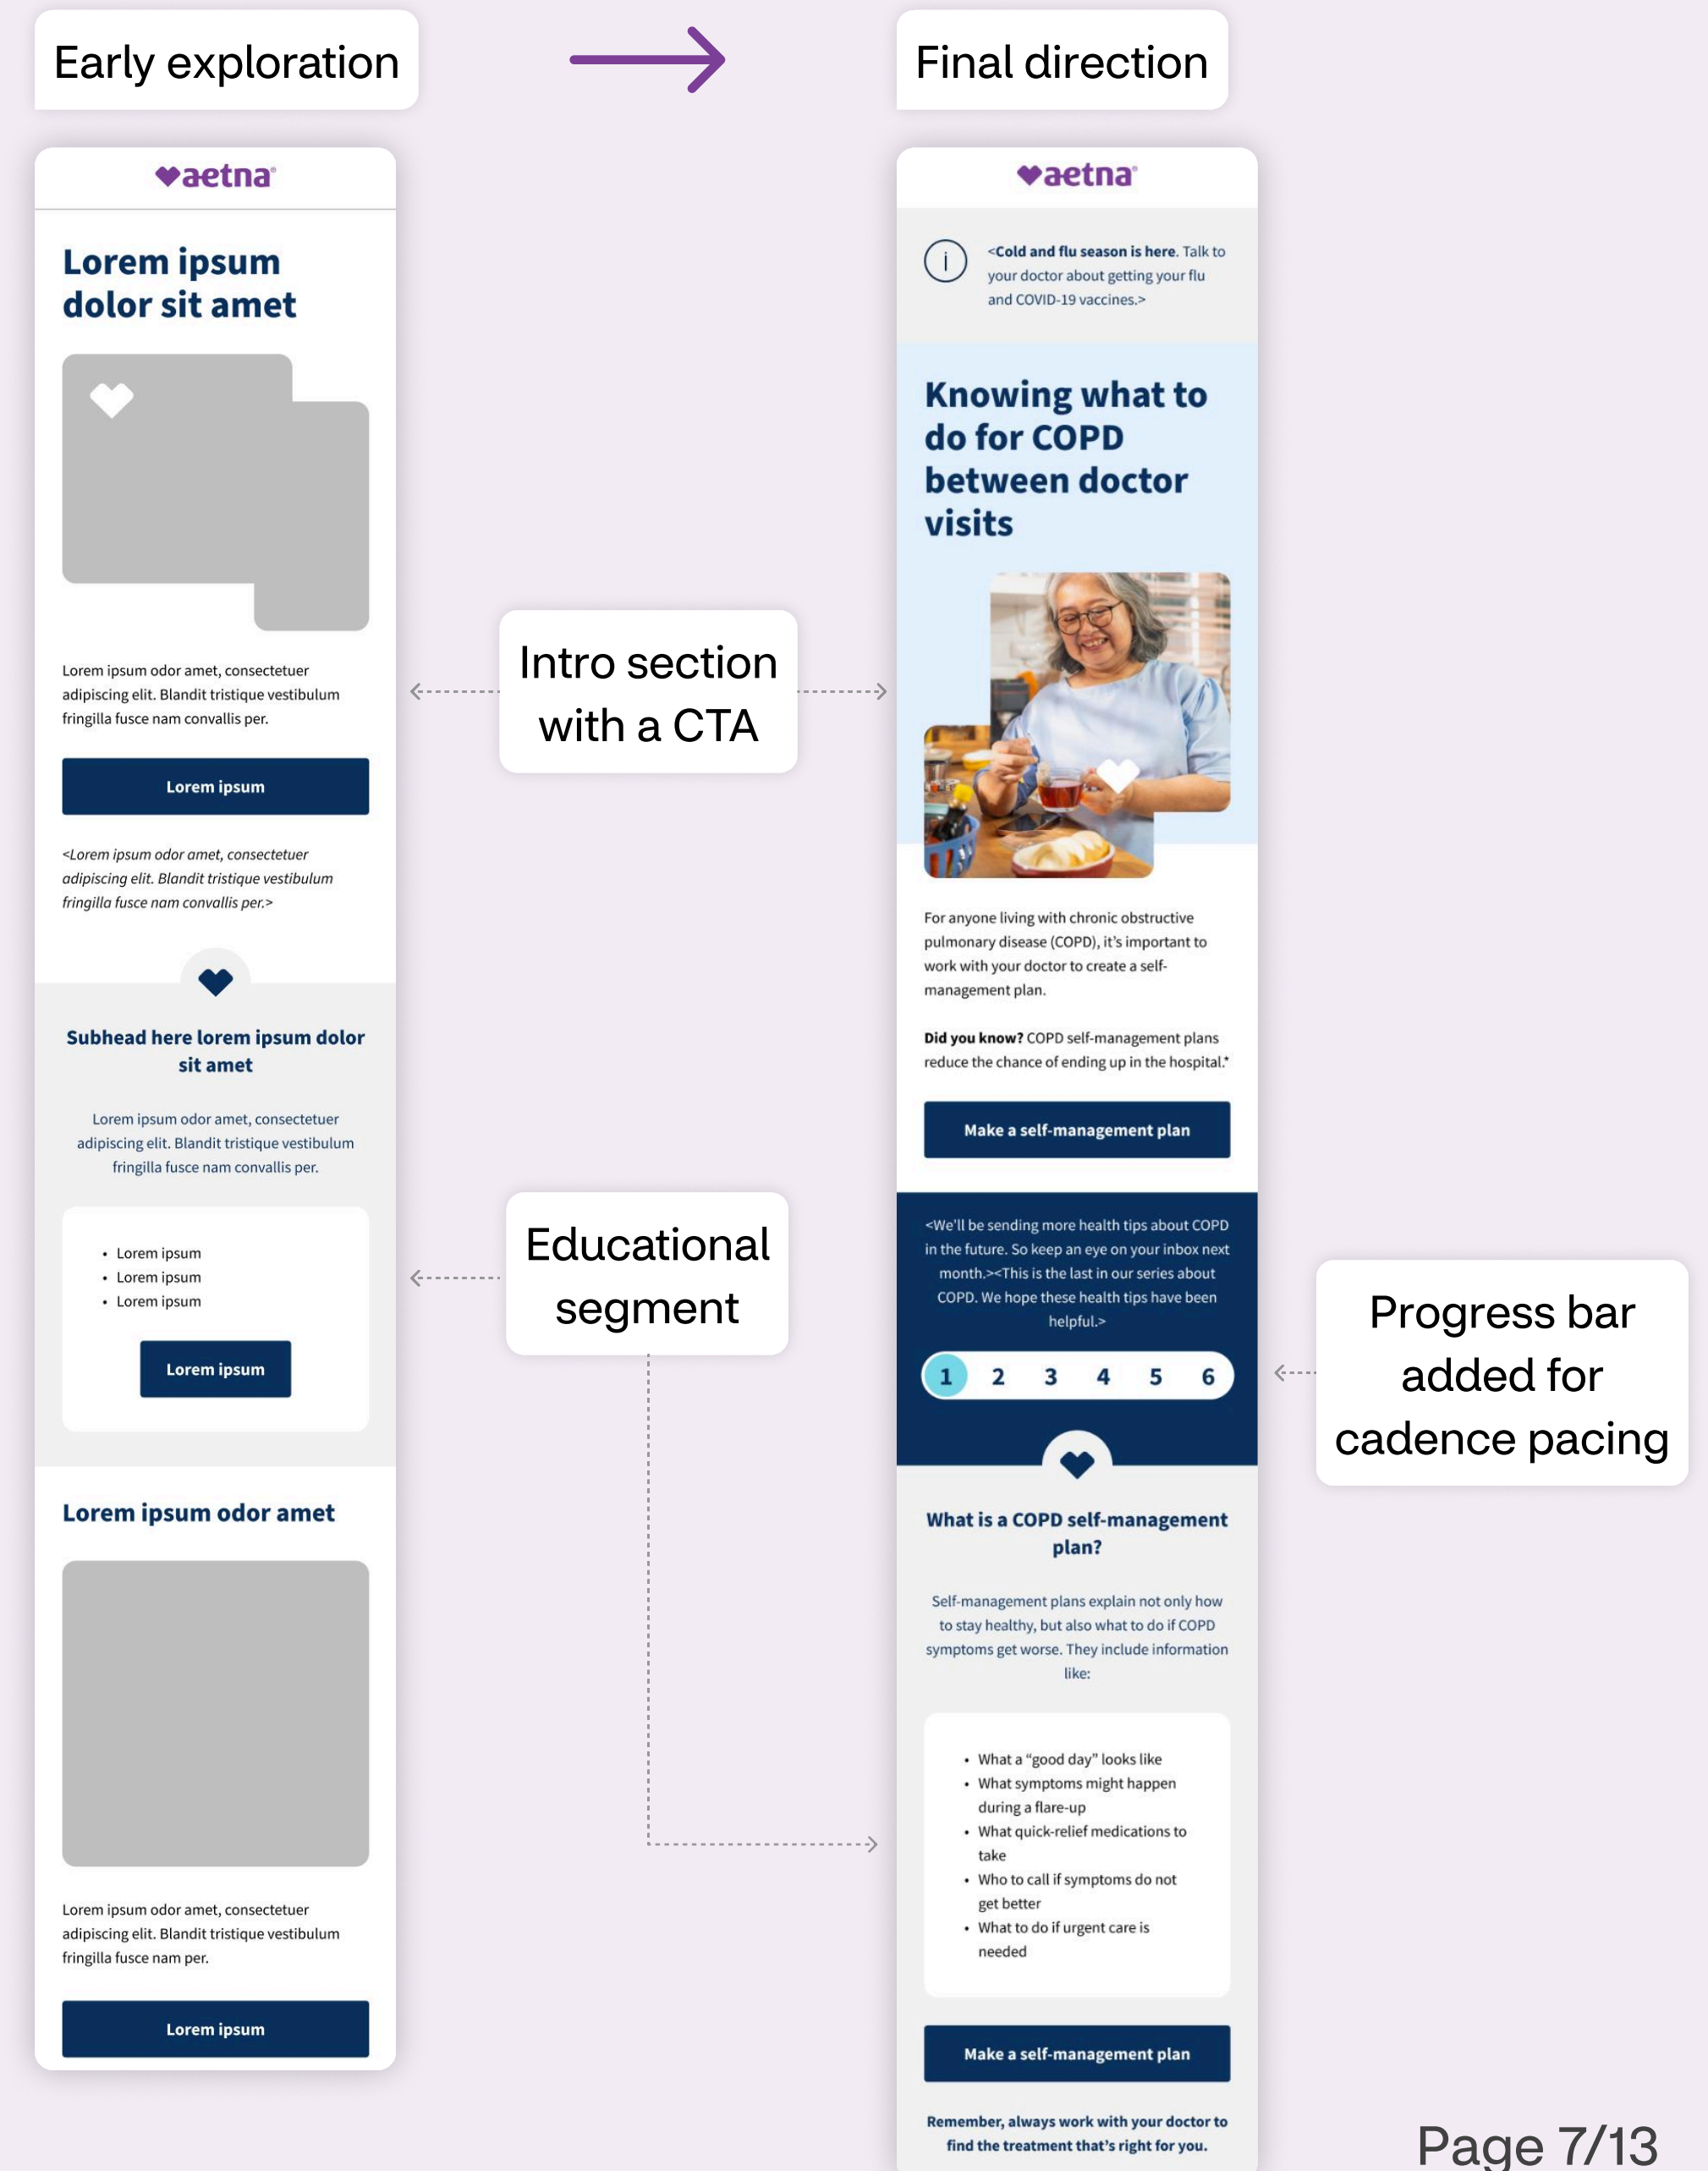 Early exploration
Final direction
aetna®
Lorem ipsum
dolor sit amet
Lorem ipsum odor amet, consectetuer
adipiscing elit. Blandit tristique vestibulum
fringilla fusce nam convallis per.
Lorem ipsum
<Lorem ipsum odor amet, consectetuer
adipiscing elit. Blandit tristique vestibulum
fringilla fusce nam convallis per.>
Subhead here lorem ipsum dolor
sit amet
Lorem ipsum odor amet, consectetuer
adipiscing elit. Blandit tristique vestibulum
fringilla fusce nam convallis per.
• Lorem ipsum
• Lorem ipsum
• Lorem ipsum
Lorem ipsum
Lorem ipsum odor amet
Lorem ipsum odor amet, consectetuer
adipiscing elit. Blandit tristique vestibulum
fringilla fusce nam per.
Lorem ipsum
Intro section
with a CTA
Educational
segment
aetna®
i
<Cold and flu season is here. Talk to
your doctor about getting your flu
and COVID-19 vaccines.>
Knowing what to
do for COPD
between doctor
visits
For anyone living with chronic obstructive
pulmonary disease (COPD), it's important to
work with your doctor to create a self-
management plan.
Did you know? COPD self-management plans
reduce the chance of ending up in the hospital.*
Make a self-management plan
<We'll be sending more health tips about COPD
in the future. So keep an eye on your inbox next
month.><This is the last in our series about
COPD. We hope these health tips have been
helpful.>
1 2 3 4 5 6
What is a COPD self-management
plan?
Self-management plans explain not only how
to stay healthy, but also what to do if COPD
symptoms get worse. They include information
like:
• What a “good day” looks like
• What symptoms might happen
during a flare-up
• What quick-relief medications to
take
• Who to call if symptoms do not
get better
• What to do if urgent care is
needed
Make a self-management plan
Remember, always work with your doctor to
find the treatment that's right for you.
Progress bar
added for
cadence pacing
Page 7/13